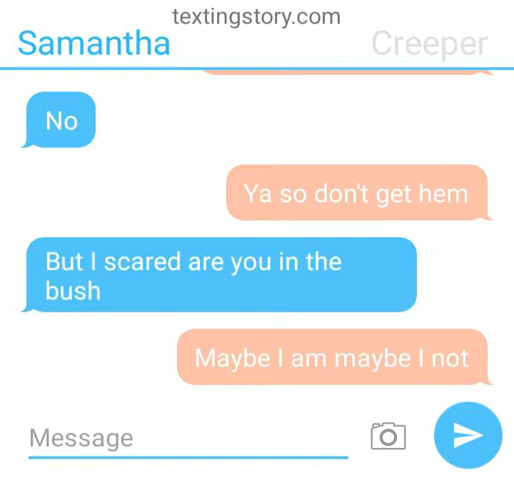 textingstory.com
Samantha
Creeper
No
Ya so don't get hem
But I scared are you in the
bush
Maybe I am maybe I not
Message